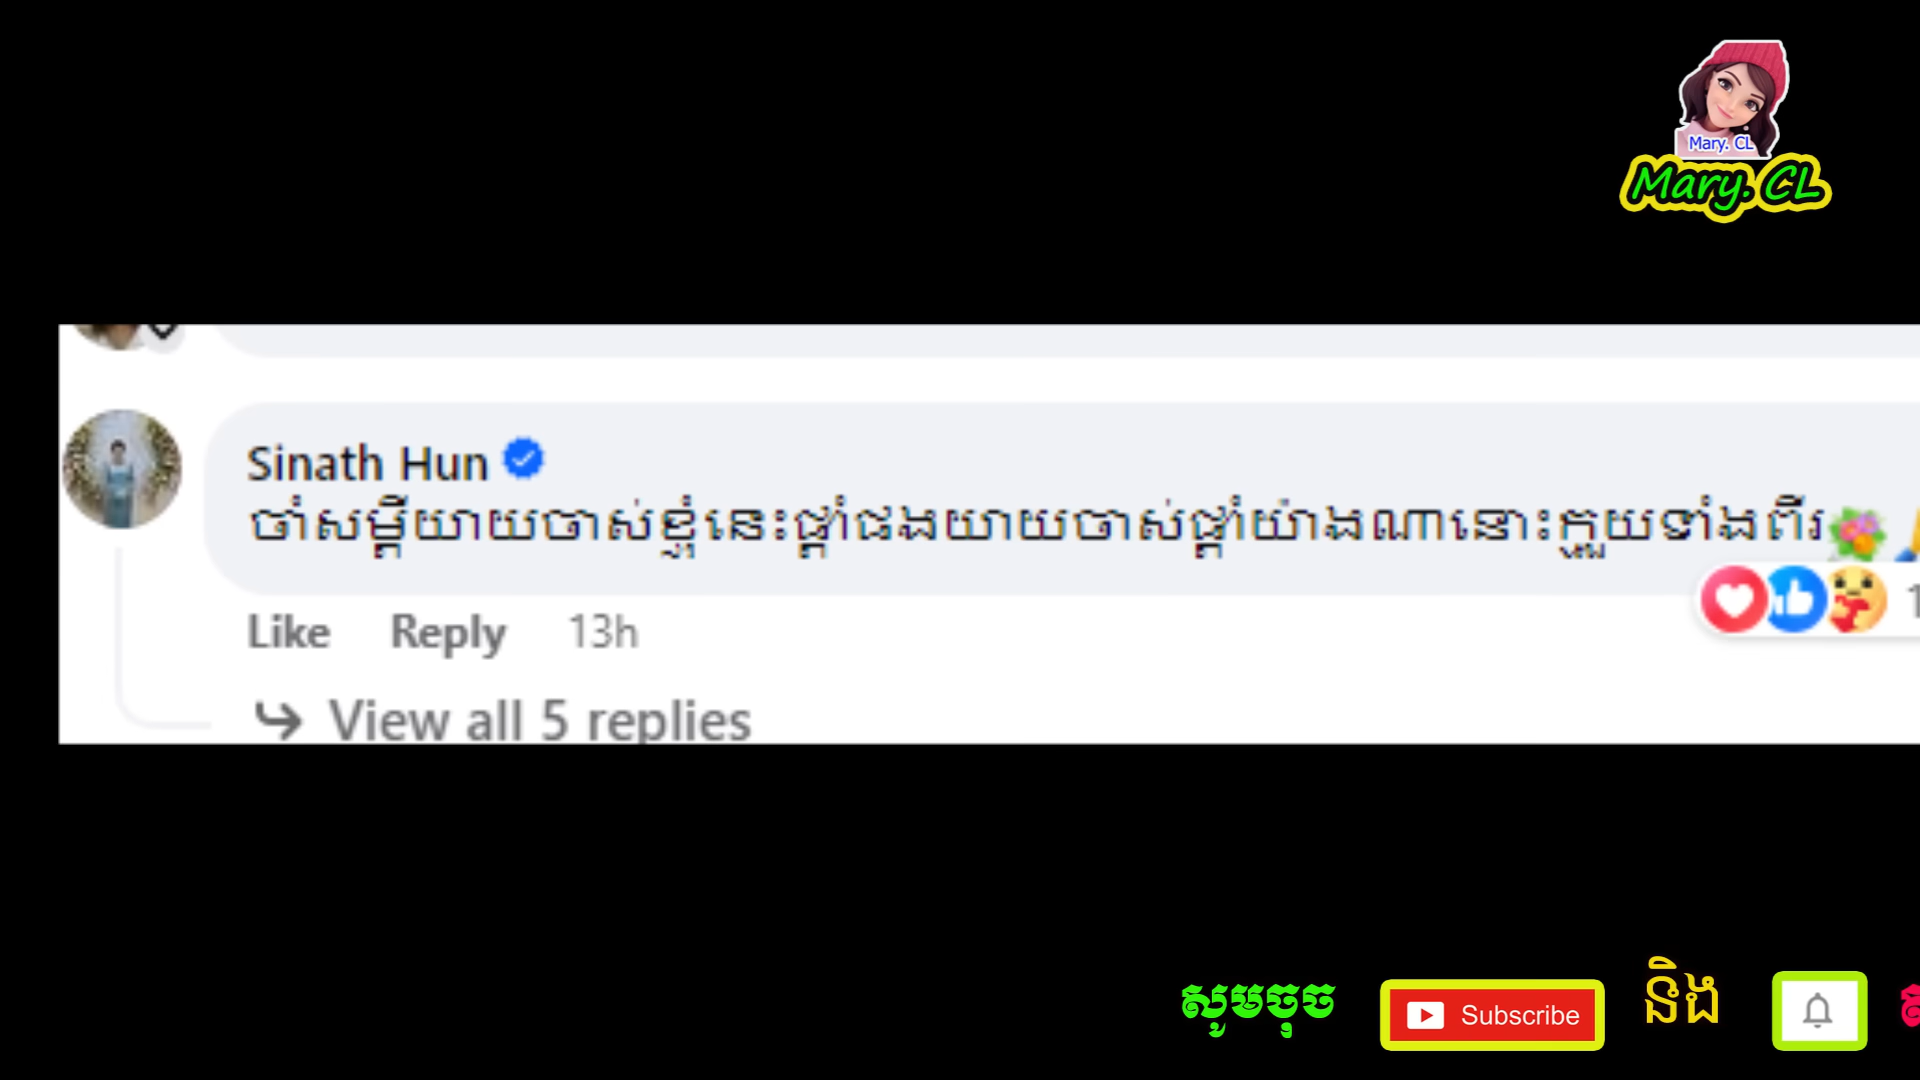 Mary. CL
Mary. CL
Sinath Hun
ចាំសម្ដីយាយចាស់ខ្ញុំនេះផ្ដាំផងយាយចាស់ផ្ដាំយ៉ាងណានោះក្មួយទាំងពីរ
Like Reply 13h
View all 5 replies
សូមចុច Subscribe និង